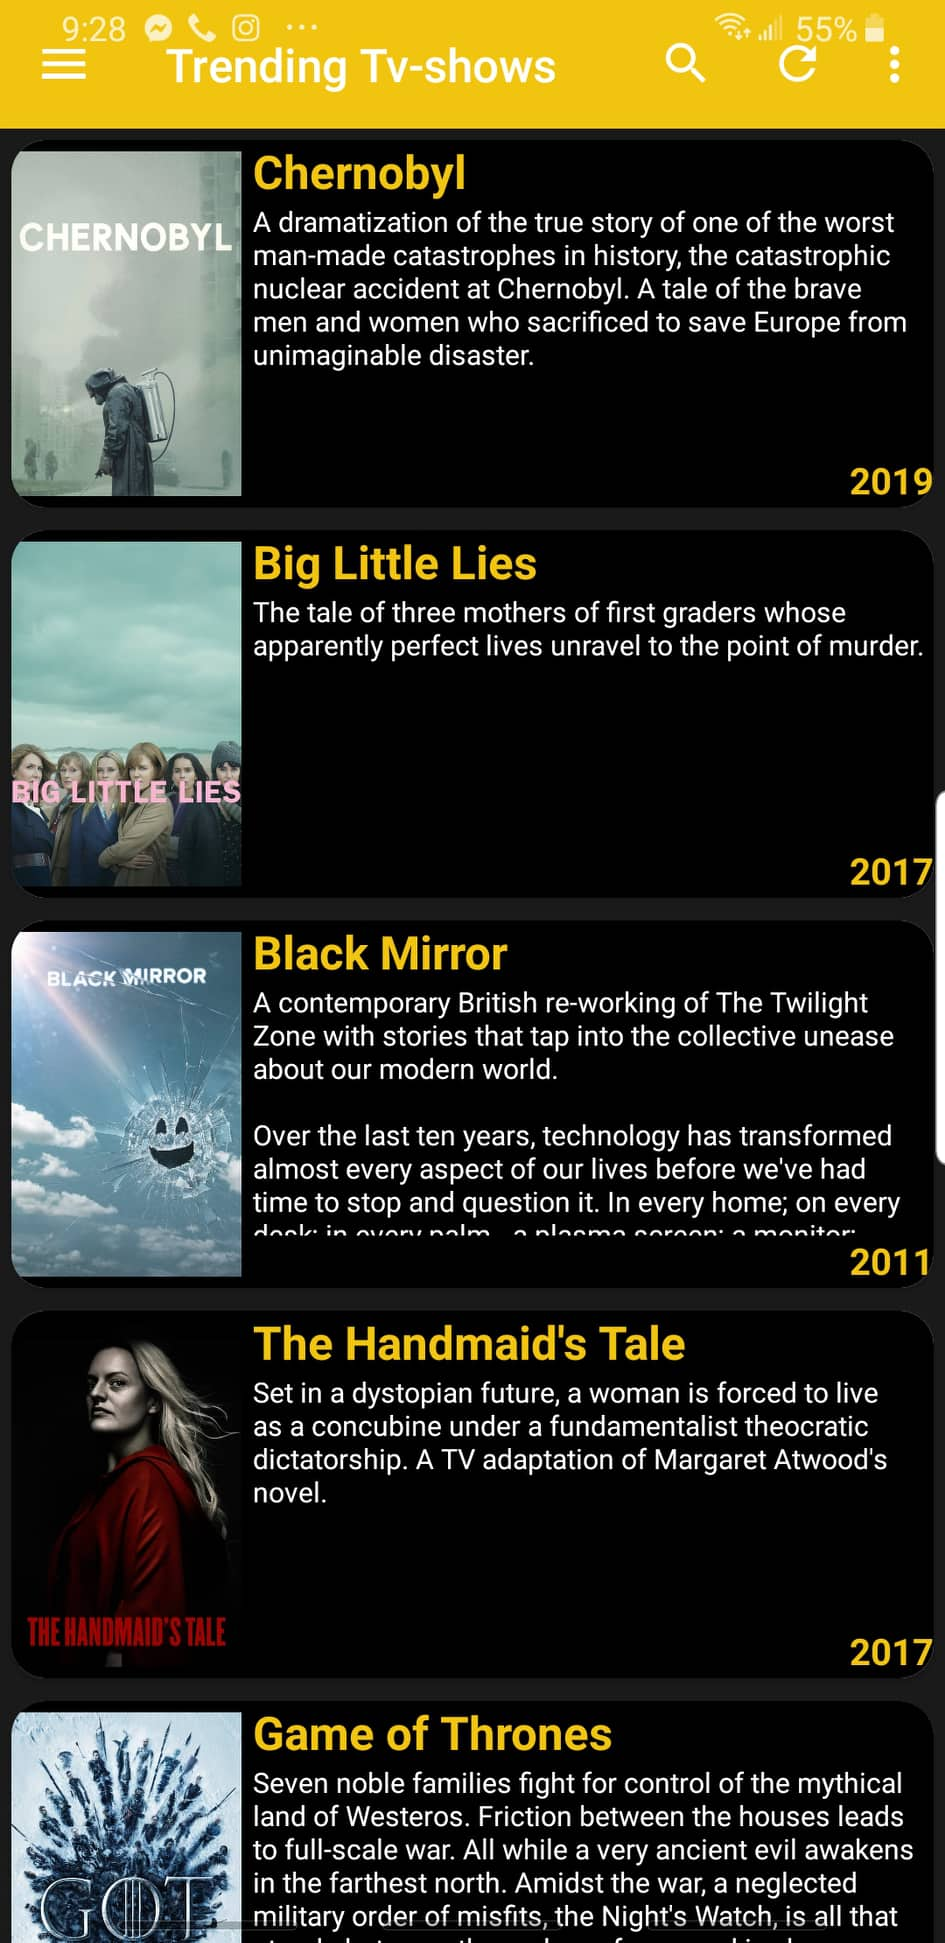 9:28
55%
Trending Tv-shows
CHERNOBYL
Chernobyl
A dramatization of the true story of one of the worst
man-made catastrophes in history, the catastrophic
nuclear accident at Chernobyl. A tale of the brave
men and women who sacrificed to save Europe from
unimaginable disaster.
2019
BIG LITTLE LIES
Big Little Lies
The tale of three mothers of first graders whose
apparently perfect lives unravel to the point of murder.
2017
BLACK MIRROR
Black Mirror
A contemporary British re-working of The Twilight
Zone with stories that tap into the collective unease
about our modern world.
Over the last ten years, technology has transformed
almost every aspect of our lives before we've had
time to stop and question it. In every home; on every
desk; in every palm - a plasma screen; a monitor;
2011
THE HANDMAID'S TALE
The Handmaid's Tale
Set in a dystopian future, a woman is forced to live
as a concubine under a fundamentalist theocratic
dictatorship. A TV adaptation of Margaret Atwood's
novel.
2017
GOT
Game of Thrones
Seven noble families fight for control of the mythical
land of Westeros. Friction between the houses leads
to full-scale war. All while a very ancient evil awakens
in the farthest north. Amidst the war, a neglected
military order of misfits, the Night's Watch, is all that